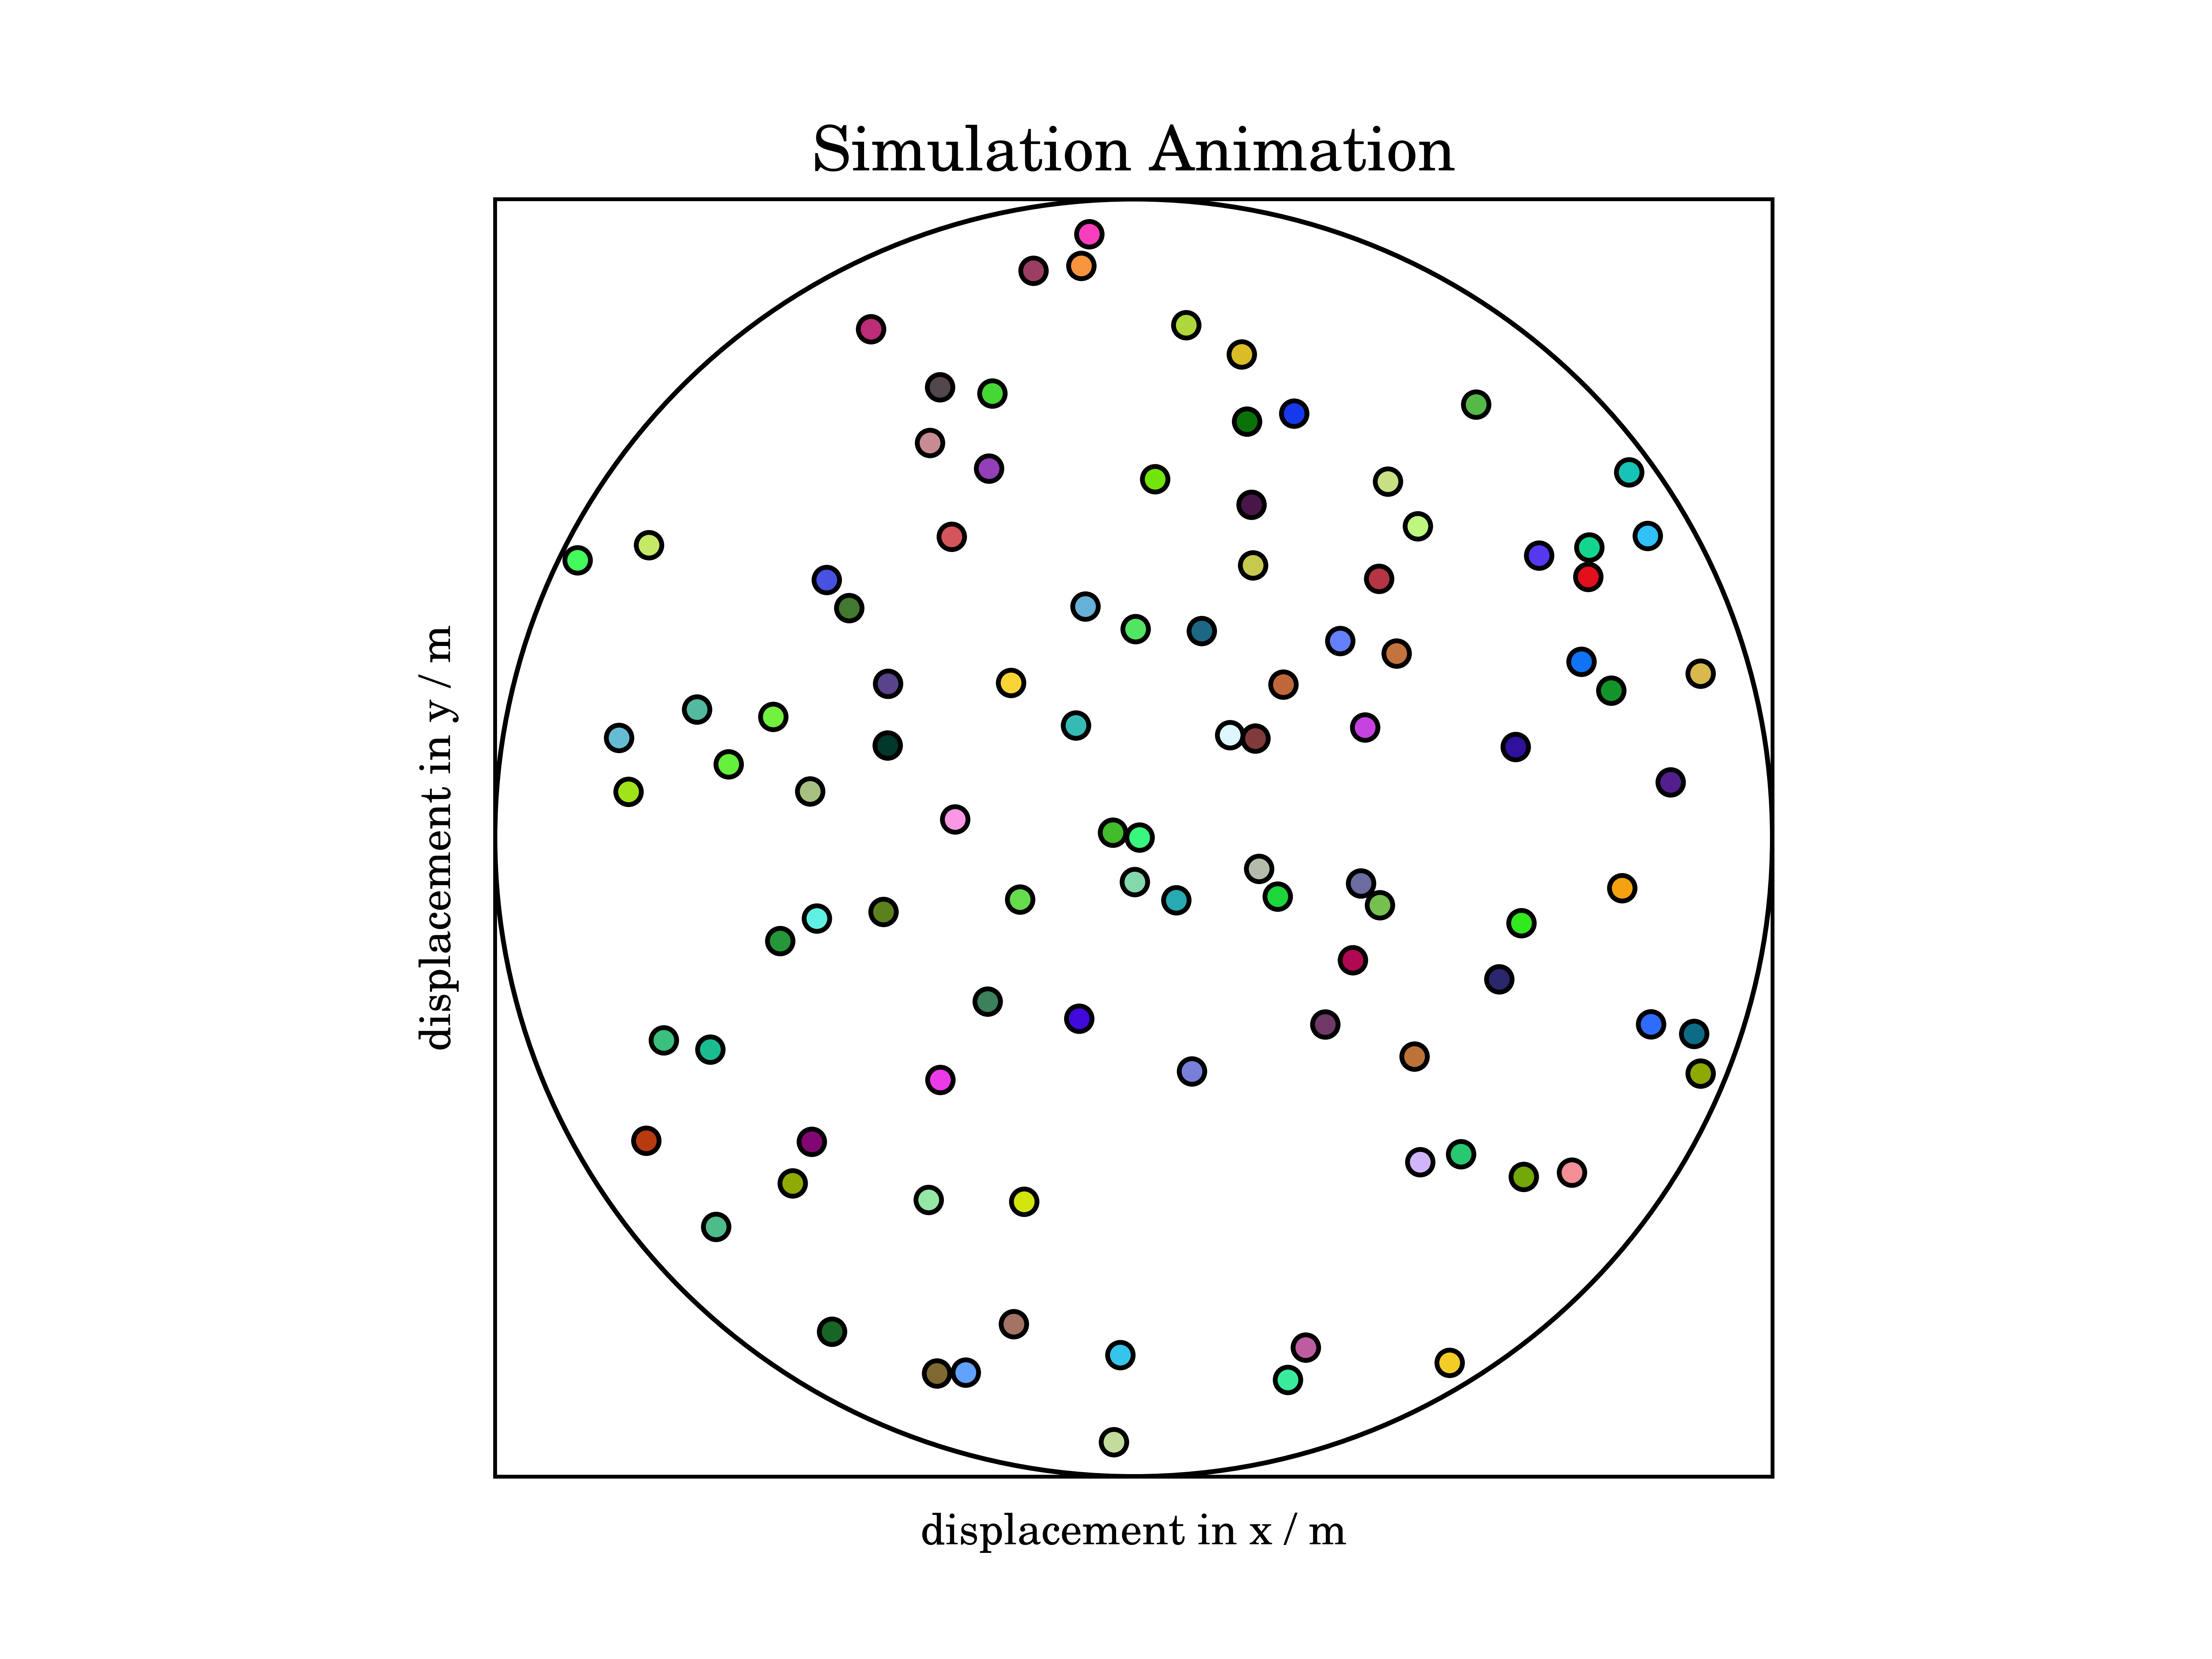 Simulation Animation
displacement in y / m
displacement in x / m